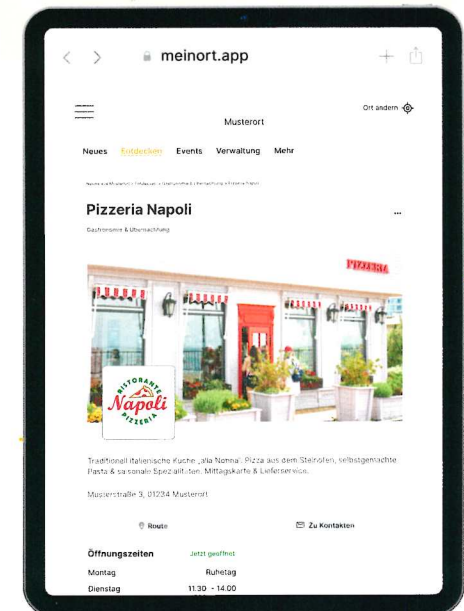 meinort.app
Ort ändern
Musterort
Neues Entdecken Events Verwaltung Mehr
Pizzeria Napoli
Gastronomie & Übernachtung
PIZZERIA
RISTORANTE
Napoli
PIZZERIA
Traditionell italienische Küche „alla Nonna“. Pizza aus dem Steinofen, selbstgemachte
Pasta & saisonale Spezialitäten. Mittagskarte & Lieferservice.
Musterstraße 3, 01234 Musterort
Route Zu Kontakten
Öffnungszeiten Jetzt geöffnet
Montag Ruhetag
Dienstag 11.30 - 14.00